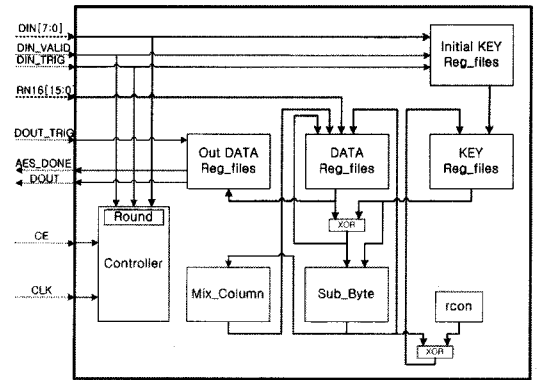 DIN[7:0]
DIN_VALID
DIN_TRIG
Initial KEY
Reg_files
RN16[15:0]
DOUT_TRIG
AES_DONE
DOUT
Out DATA
Reg_files
DATA
Reg_files
KEY
Reg_files
XOR
Round
Controller
CE
CLK
Mix_Column
Sub_Byte
rcon
XOR